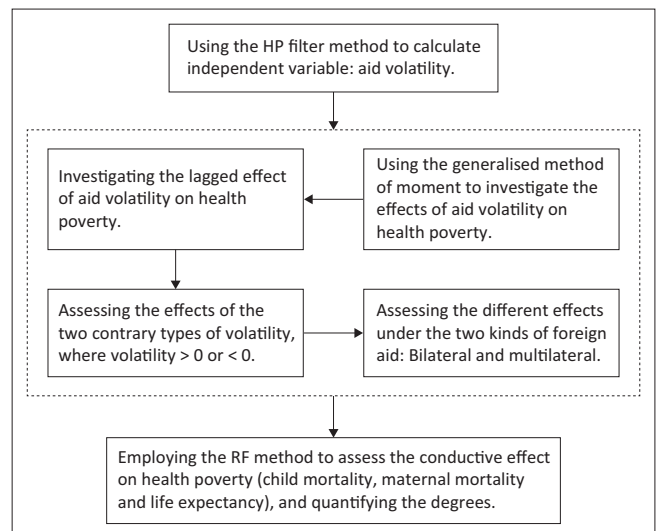 Using the HP filter method to calculate
independent variable: aid volatility.
Investigating the lagged effect
of aid volatility on health
poverty.
Using the generalised method
of moment to investigate the
effects of aid volatility on
health poverty.
Assessing the effects of the
two contrary types of volatility,
where volatility > 0 or < 0.
Assessing the different effects
under the two kinds of foreign
aid: Bilateral and multilateral.
Employing the RF method to assess the conductive effect
on health poverty (child mortality, maternal mortality
and life expectancy), and quantifying the degrees.